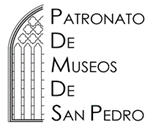 PATRONATO
DE
MUSEOS
DE
SAN PEDRO